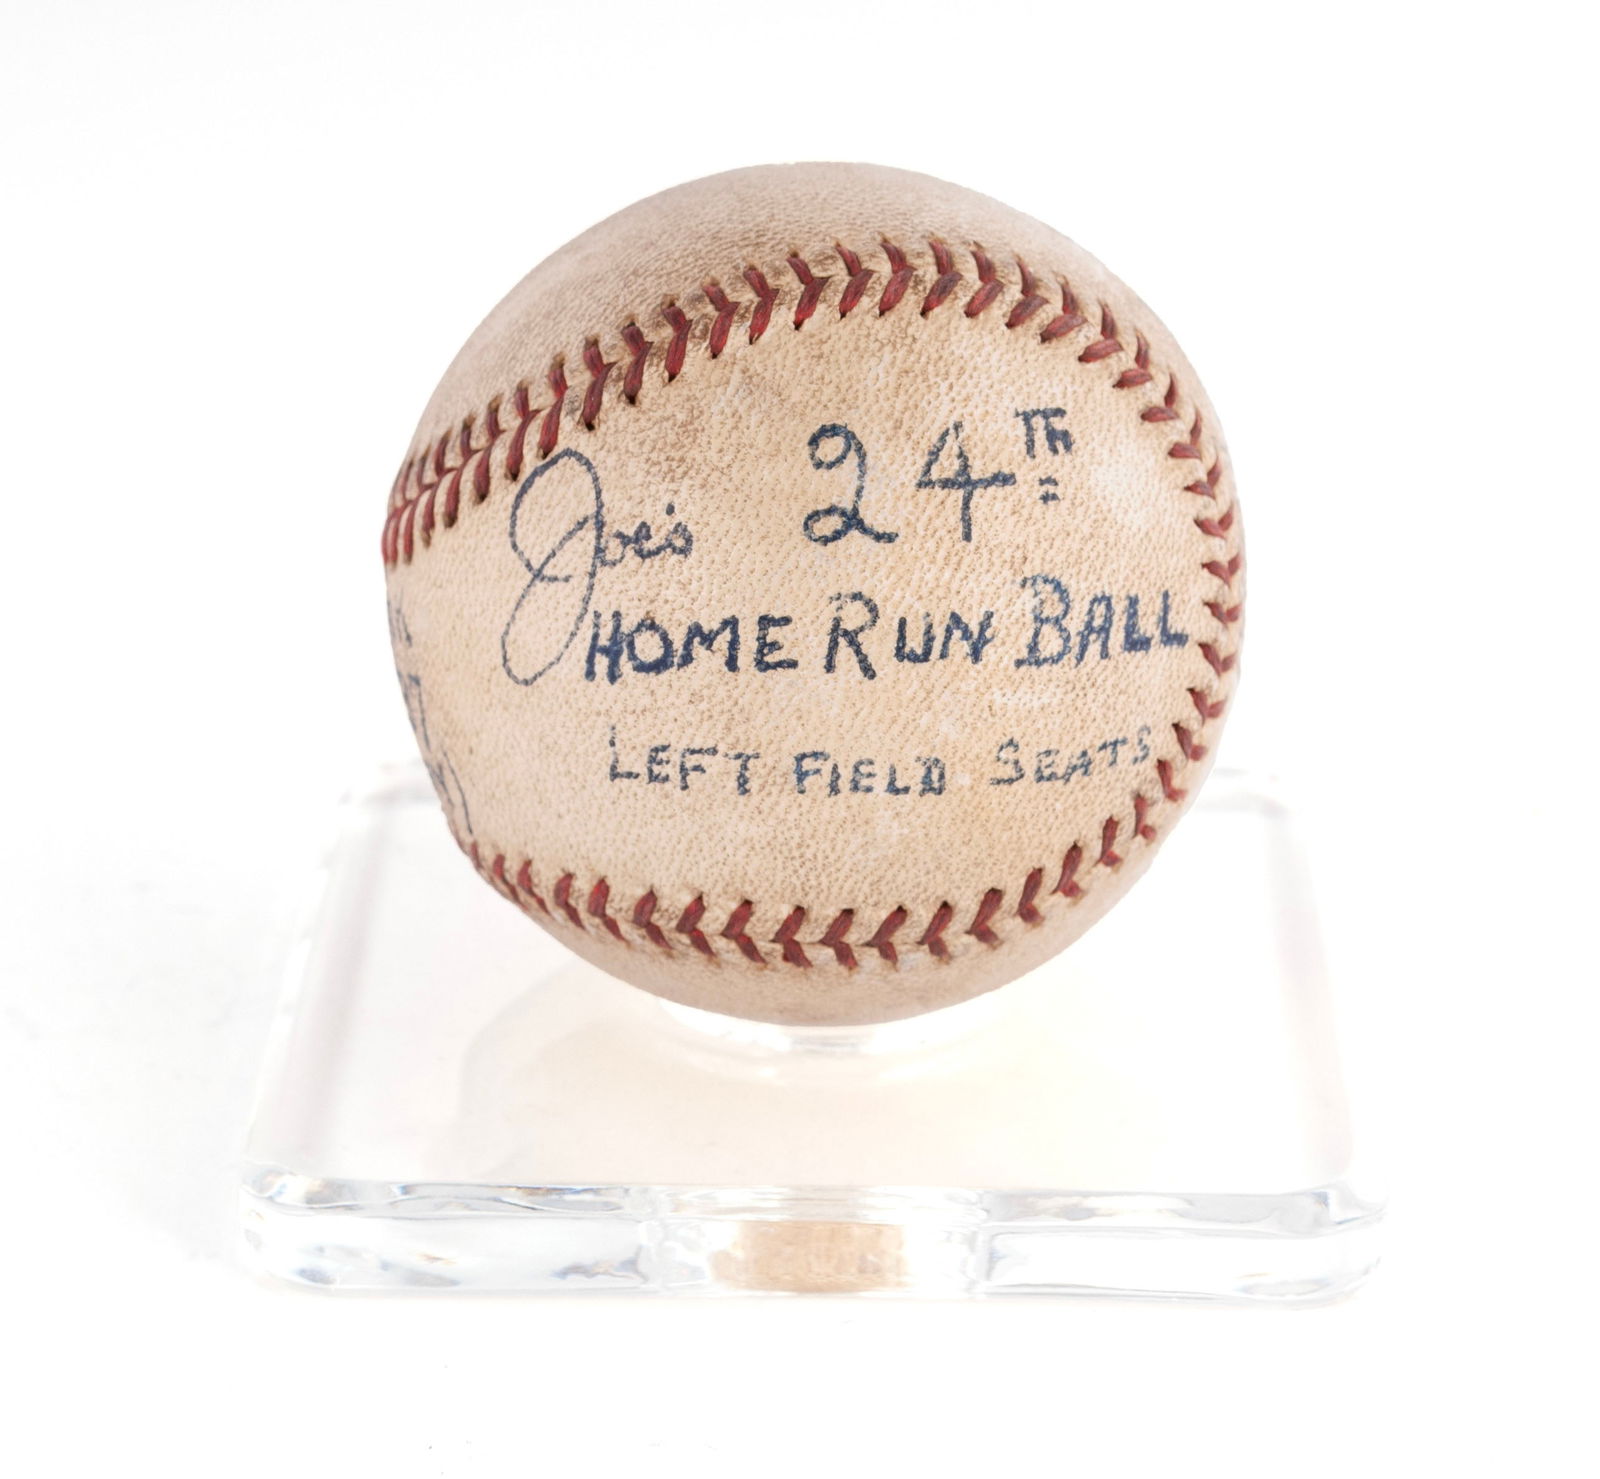 Joe's 24TH
HOME RUN BALL
LEFT FIELD SEATS